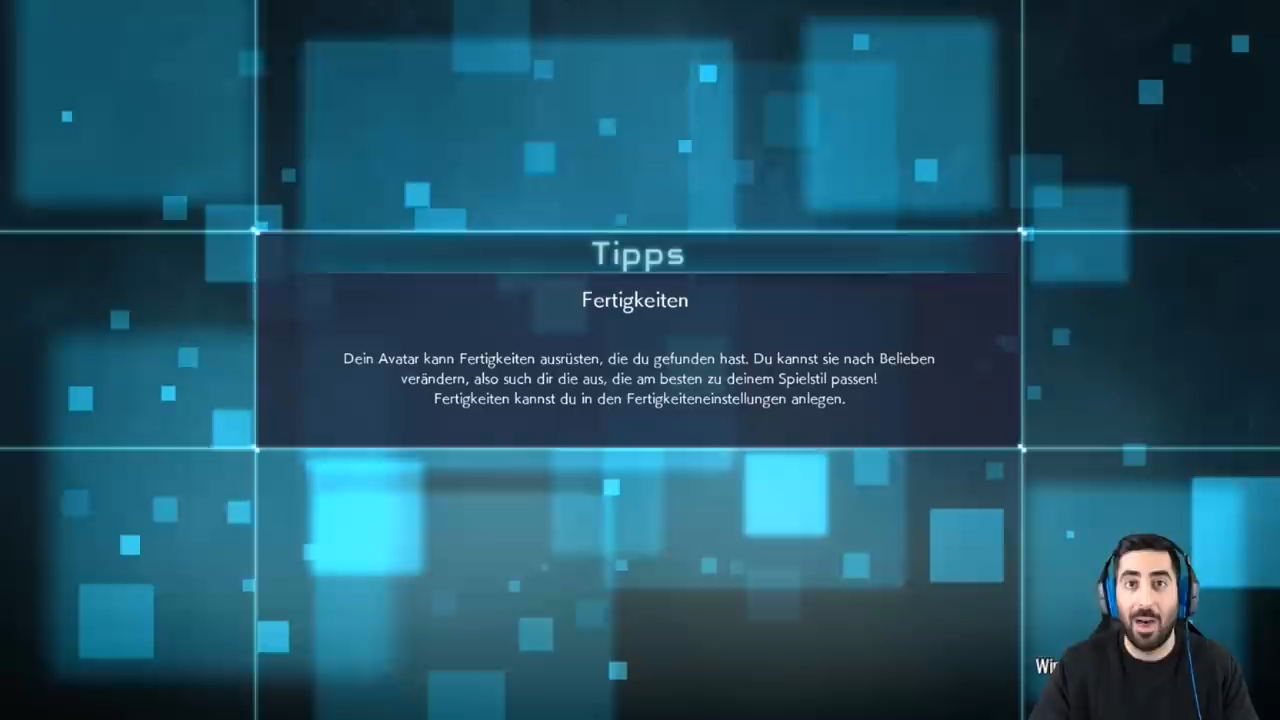 Tipps
Fertigkeiten
Dein Avatar kann Fertigkeiten ausrüsten, die du gefunden hast. Du kannst sie nach Belieben
verändern, also such dir die aus, die am besten zu deinem Spielstil passen!
Fertigkeiten kannst du in den Fertigkeiteneinstellungen anlegen.